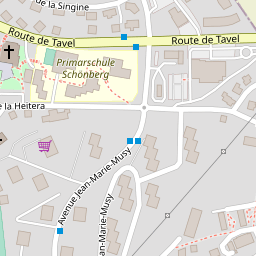 la Singine
Route de Tavel
Route de Tavel
Primarschule
Schönberg
e la Heitera
Avenue Jean-Marie-Musy
Jean-Marie-Musy